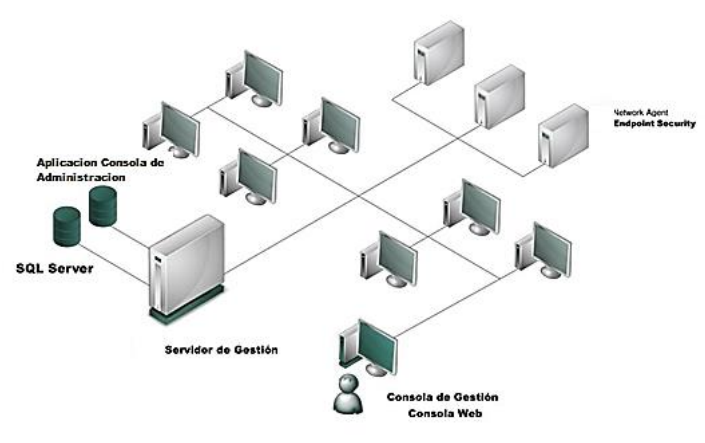 Network Agent
Endpoint Security
Aplicacion Consola de
Administracion
SQL Server
Servidor de Gestión
Consola de Gestión
Consola Web